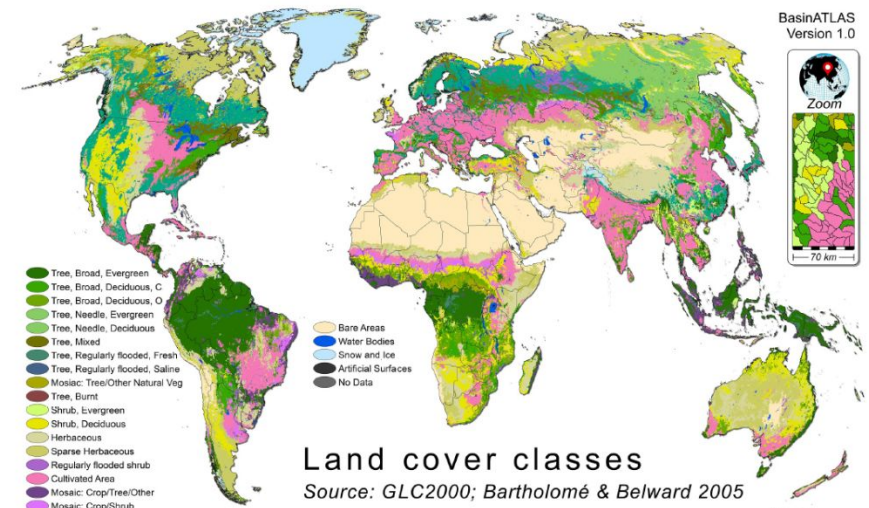 BasinATLAS
Version 1.0
Zoom
70 km
Tree, Broad, Evergreen
Tree, Broad, Deciduous, C
Tree, Broad, Deciduous, O
Tree, Needle, Evergreen
Tree, Needle, Deciduous
Tree, Mixed
Tree, Regularly flooded, Fresh
Tree, Regularly flooded, Saline
Mosiac: Tree/Other Natural Veg
Tree, Burnt
Shrub, Evergreen
Shrub, Deciduous
Herbaceous
Sparse Herbaceous
Regularly flooded shrub
Cultivated Area
Mosaic: Crop/Tree/Other
Mosaic: Crop/Shrub
Bare Areas
Water Bodies
Snow and Ice
Artificial Surfaces
No Data
Land cover classes
Source: GLC2000; Bartholomé & Belward 2005